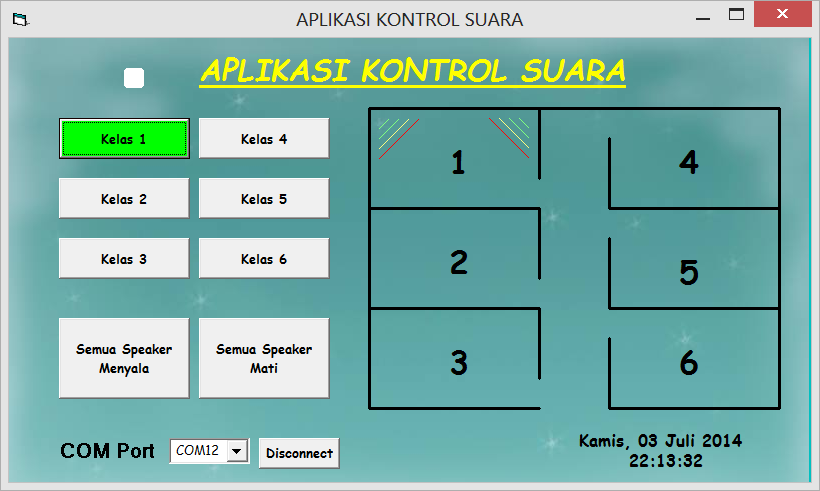 APLIKASI KONTROL SUARA
APLIKASI KONTROL SUARA
Kelas 1
Kelas 4
Kelas 2
Kelas 5
Kelas 3
Kelas 6
Semua Speaker
Menyala
Semua Speaker
Mati
COM Port
COM12
Disconnect
1
4
2
5
3
6
Kamis, 03 Juli 2014
22:13:32